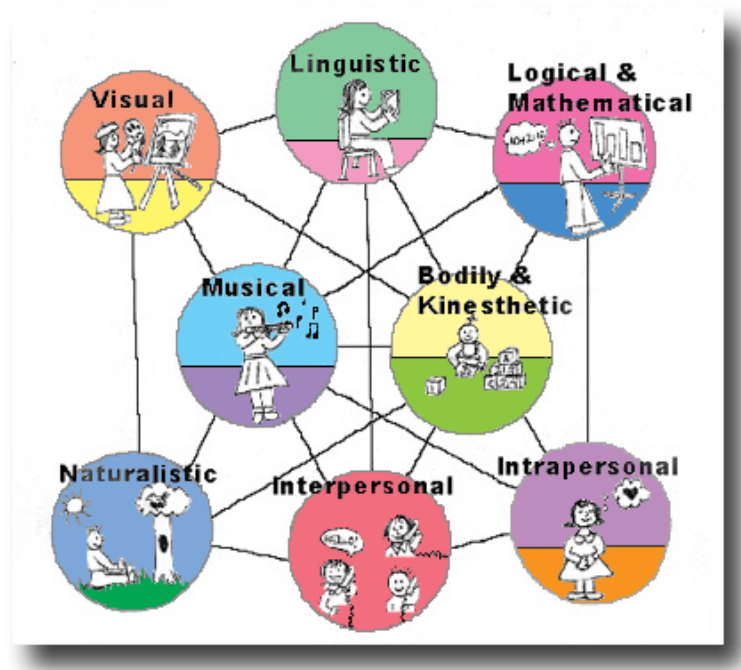 Linguistic
Visual
Logical &
Mathematical
Musical
Bodily &
Kinesthetic
Naturalistic
Interpersonal
Intrapersonal